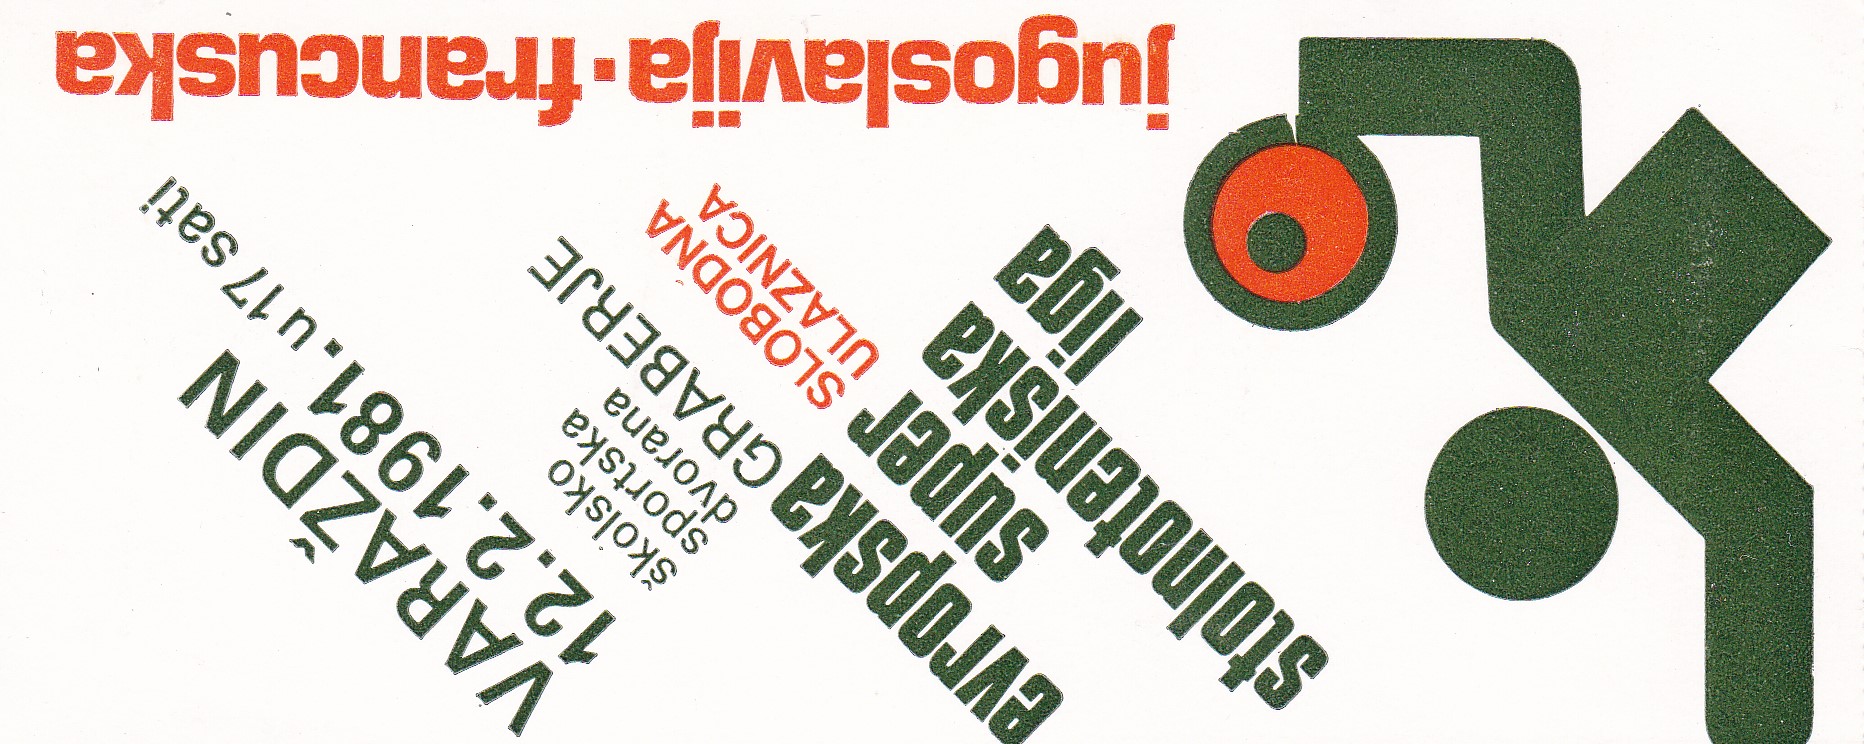 evropska
super
stolnoteniska
liga
VARAŽDIN
12.2.1981. u 17 sati
školsko
sportska
dvorana
GRABERJE
SLOBODNA
ULAZNICA
jugoslavija·francuska